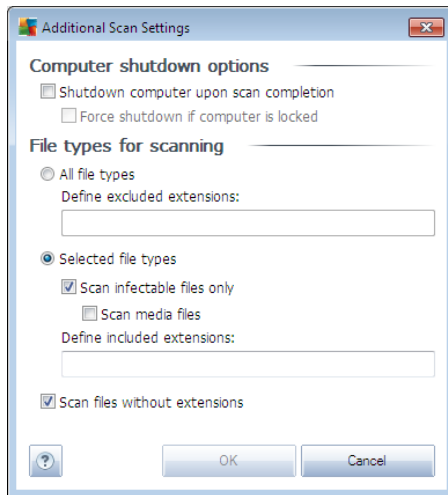 Additional Scan Settings
Computer shutdown options
Shutdown computer upon scan completion
Force shutdown if computer is locked
File types for scanning
All file types
Define excluded extensions:
Selected file types
Scan infectable files only
Scan media files
Define included extensions:
Scan files without extensions
? OK Cancel